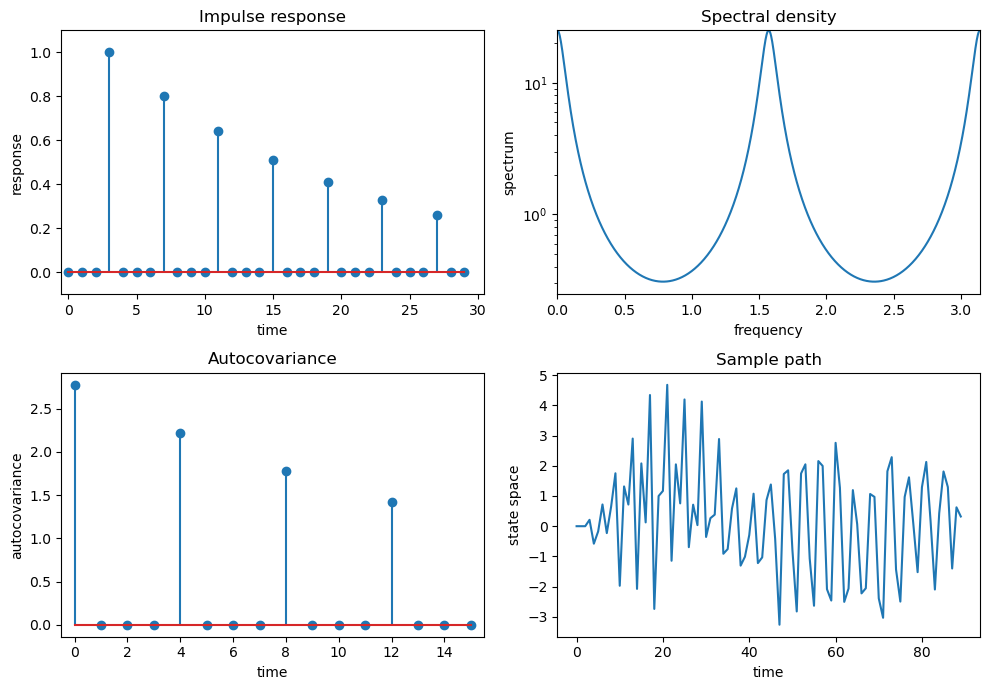 Impulse response
response
1.0
0.8
0.6
0.4
0.2
0.0
0 5 10 15 20 25 30
time
Spectral density
spectrum
10^1
10^0
0.0 0.5 1.0 1.5 2.0 2.5 3.0
frequency
Autocovariance
autocovariance
2.5
2.0
1.5
1.0
0.5
0.0
0 2 4 6 8 10 12 14
time
Sample path
state space
5
4
3
2
1
0
−1
−2
−3
0 20 40 60 80
time